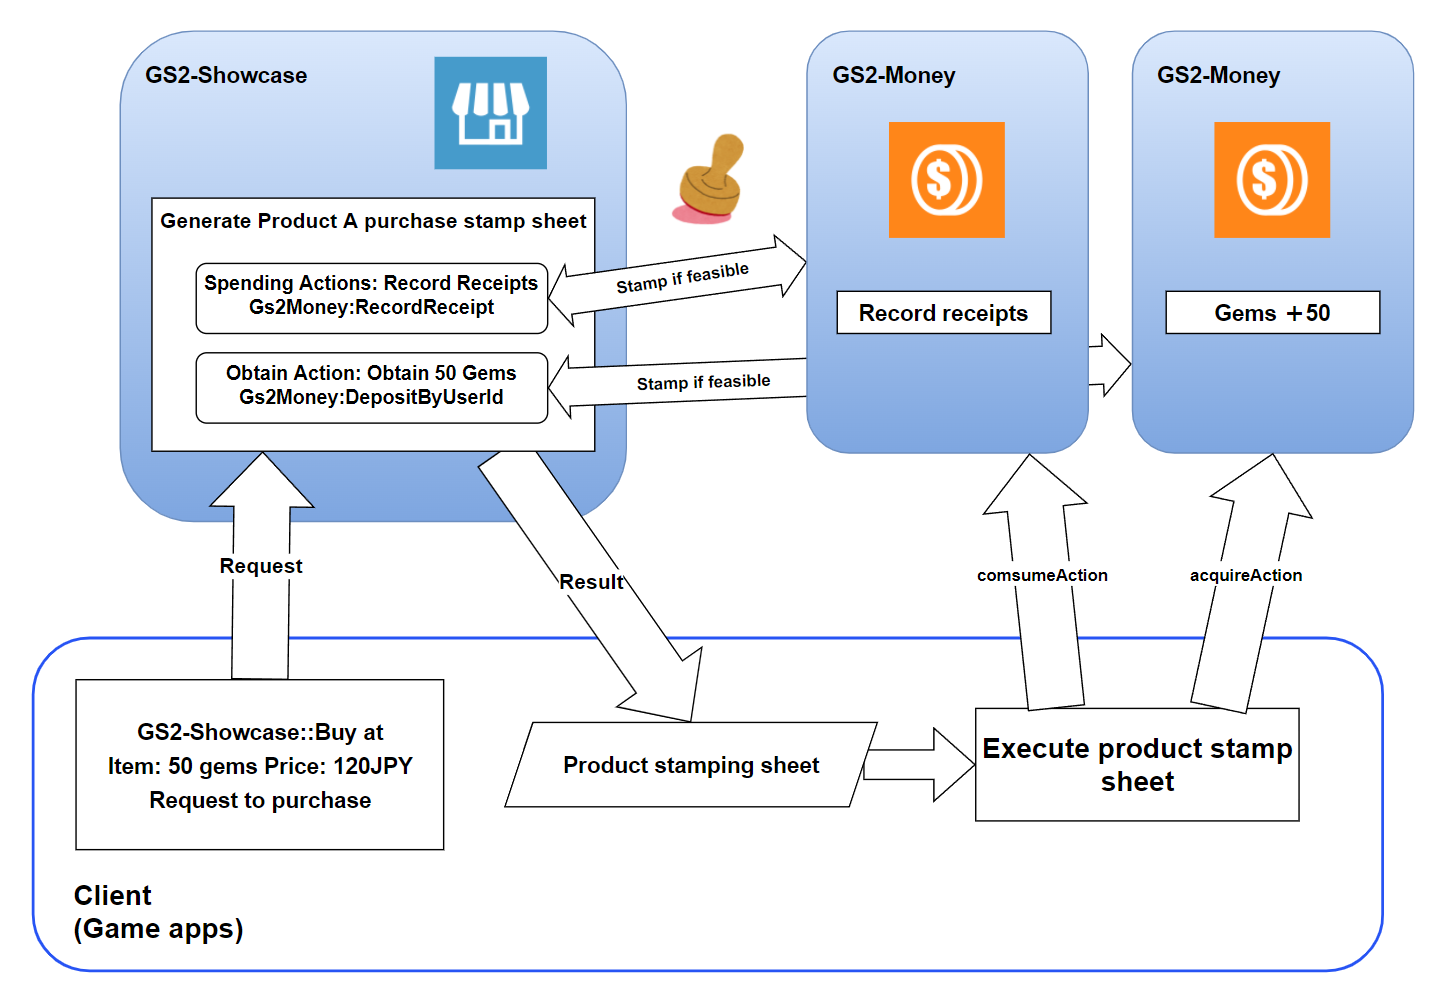 GS2-Showcase
Generate Product A purchase stamp sheet
Spending Actions: Record Receipts
Gs2Money:RecordReceipt
Obtain Action: Obtain 50 Gems
Gs2Money:DepositByUserId
Stamp if feasible
Stamp if feasible
GS2-Money
$
Record receipts
GS2-Money
$
Gems +50
Request
Result
comsumeAction
acquireAction
GS2-Showcase::Buy at
Item: 50 gems Price: 120JPY
Request to purchase
Product stamping sheet
Execute product stamp
sheet
Client
(Game apps)